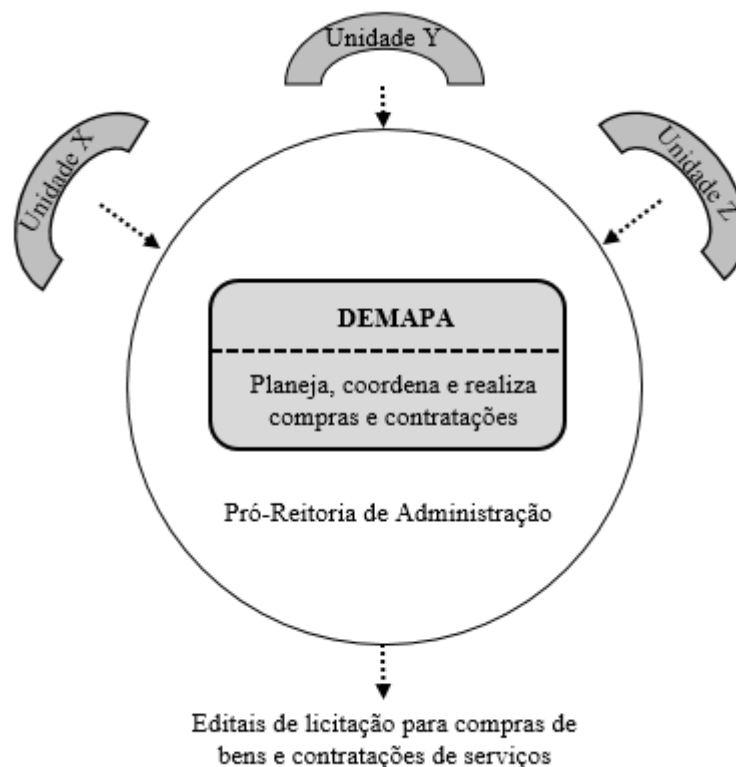 Unidade Y
Unidade X
Unidade Z
DEMAPA
Planeja, coordena e realiza
compras e contratações
Pró-Reitoria de Administração
Editais de licitação para compras de
bens e contratações de serviços